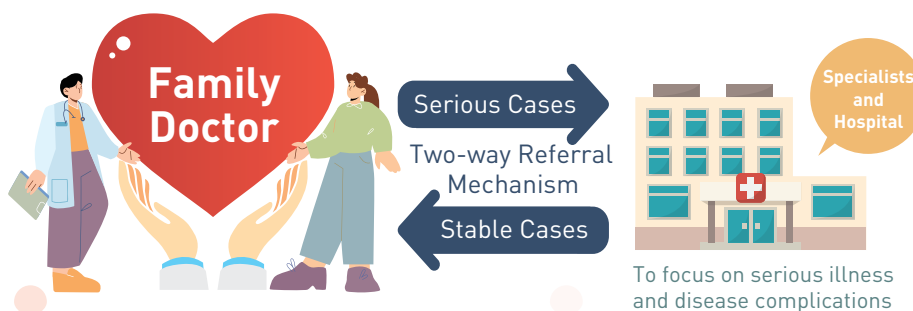 Family
Doctor
Serious Cases
Two-way Referral
Mechanism
Stable Cases
Specialists
and
Hospital
To focus on serious illness
and disease complications